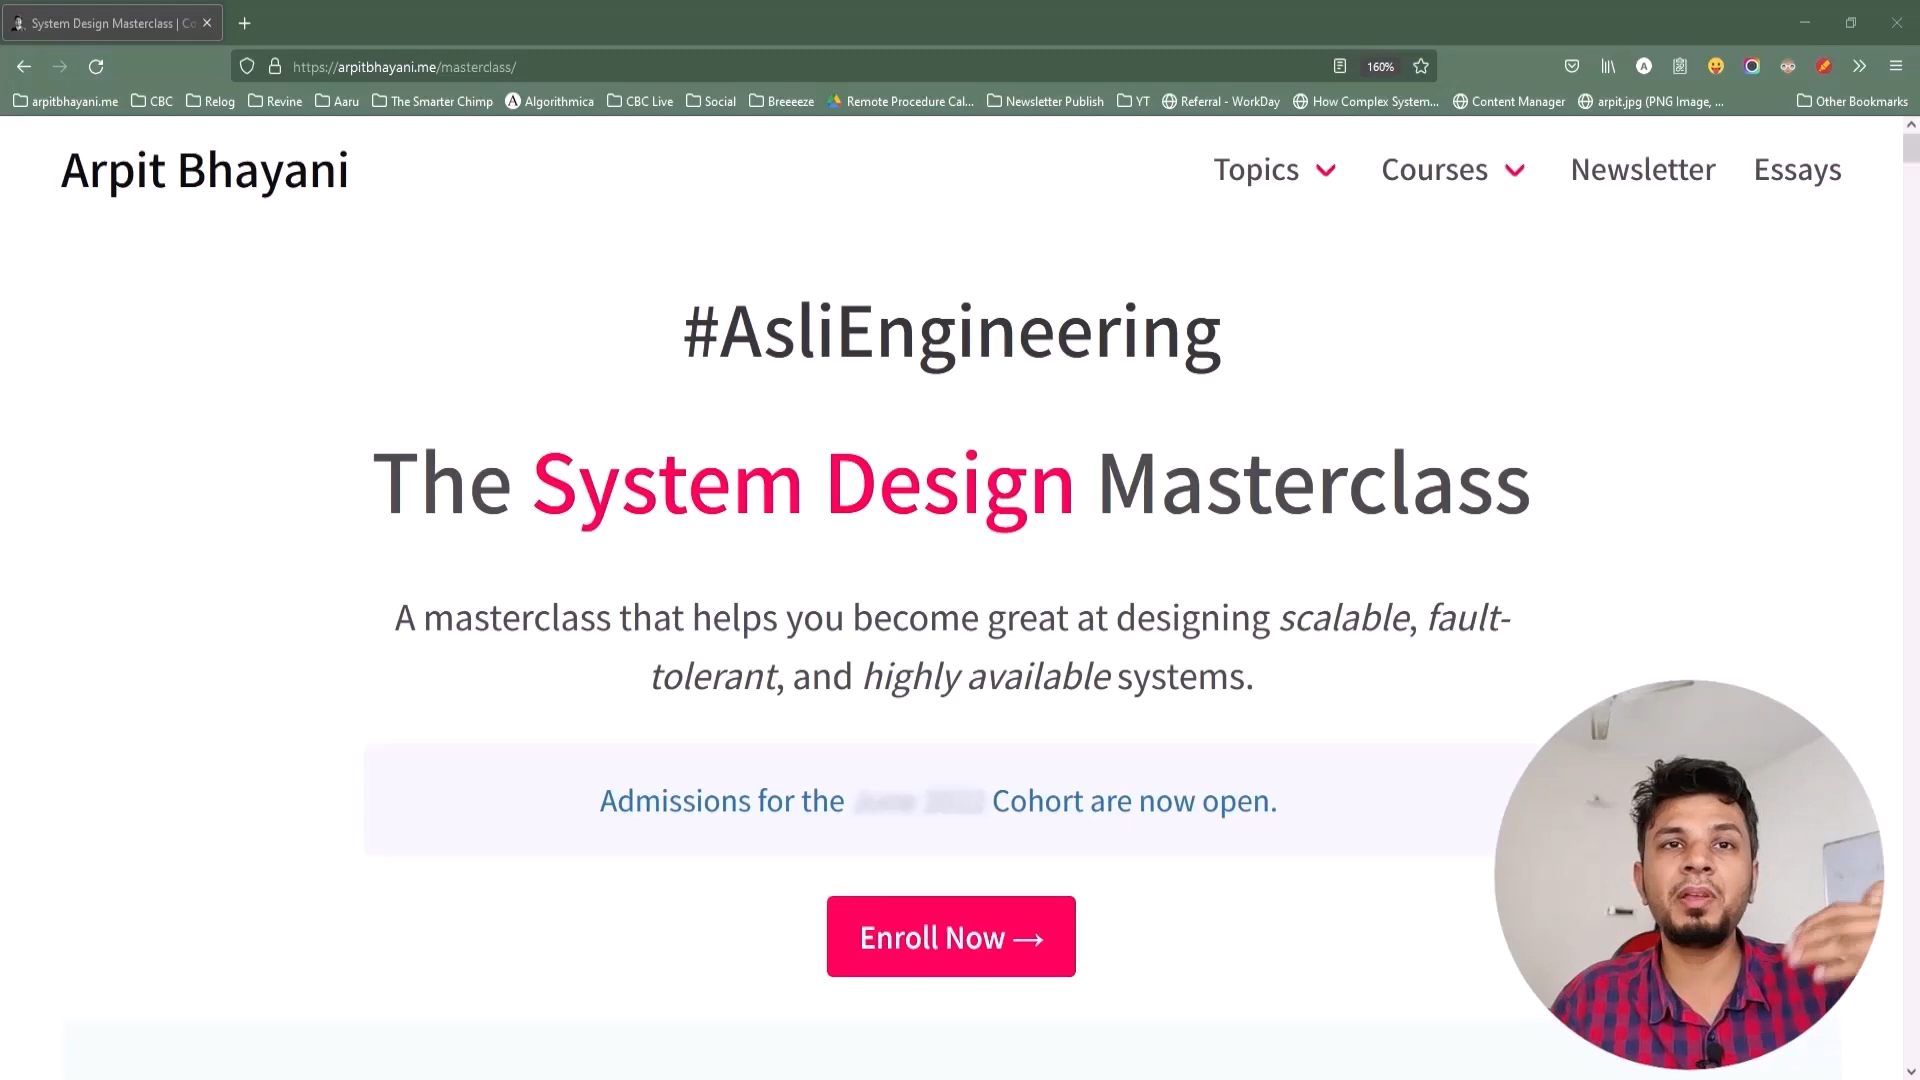 System Design Masterclass | Co
https://arpitbhayani.me/masterclass/
160%
arpitbhayani.me CBC Relog Revine Aaru The Smarter Chimp Algorithmica CBC Live Social Breeeeze Remote Procedure Cal... Newsletter Publish YT Referral - WorkDay How Complex System... Content Manager arpit.jpg (PNG Image, ... Other Bookmarks
Arpit Bhayani
Topics Courses Newsletter Essays
#AsliEngineering
The System Design Masterclass
A masterclass that helps you become great at designing scalable, fault-
tolerant, and highly available systems.
Admissions for the Cohort are now open.
Enroll Now →